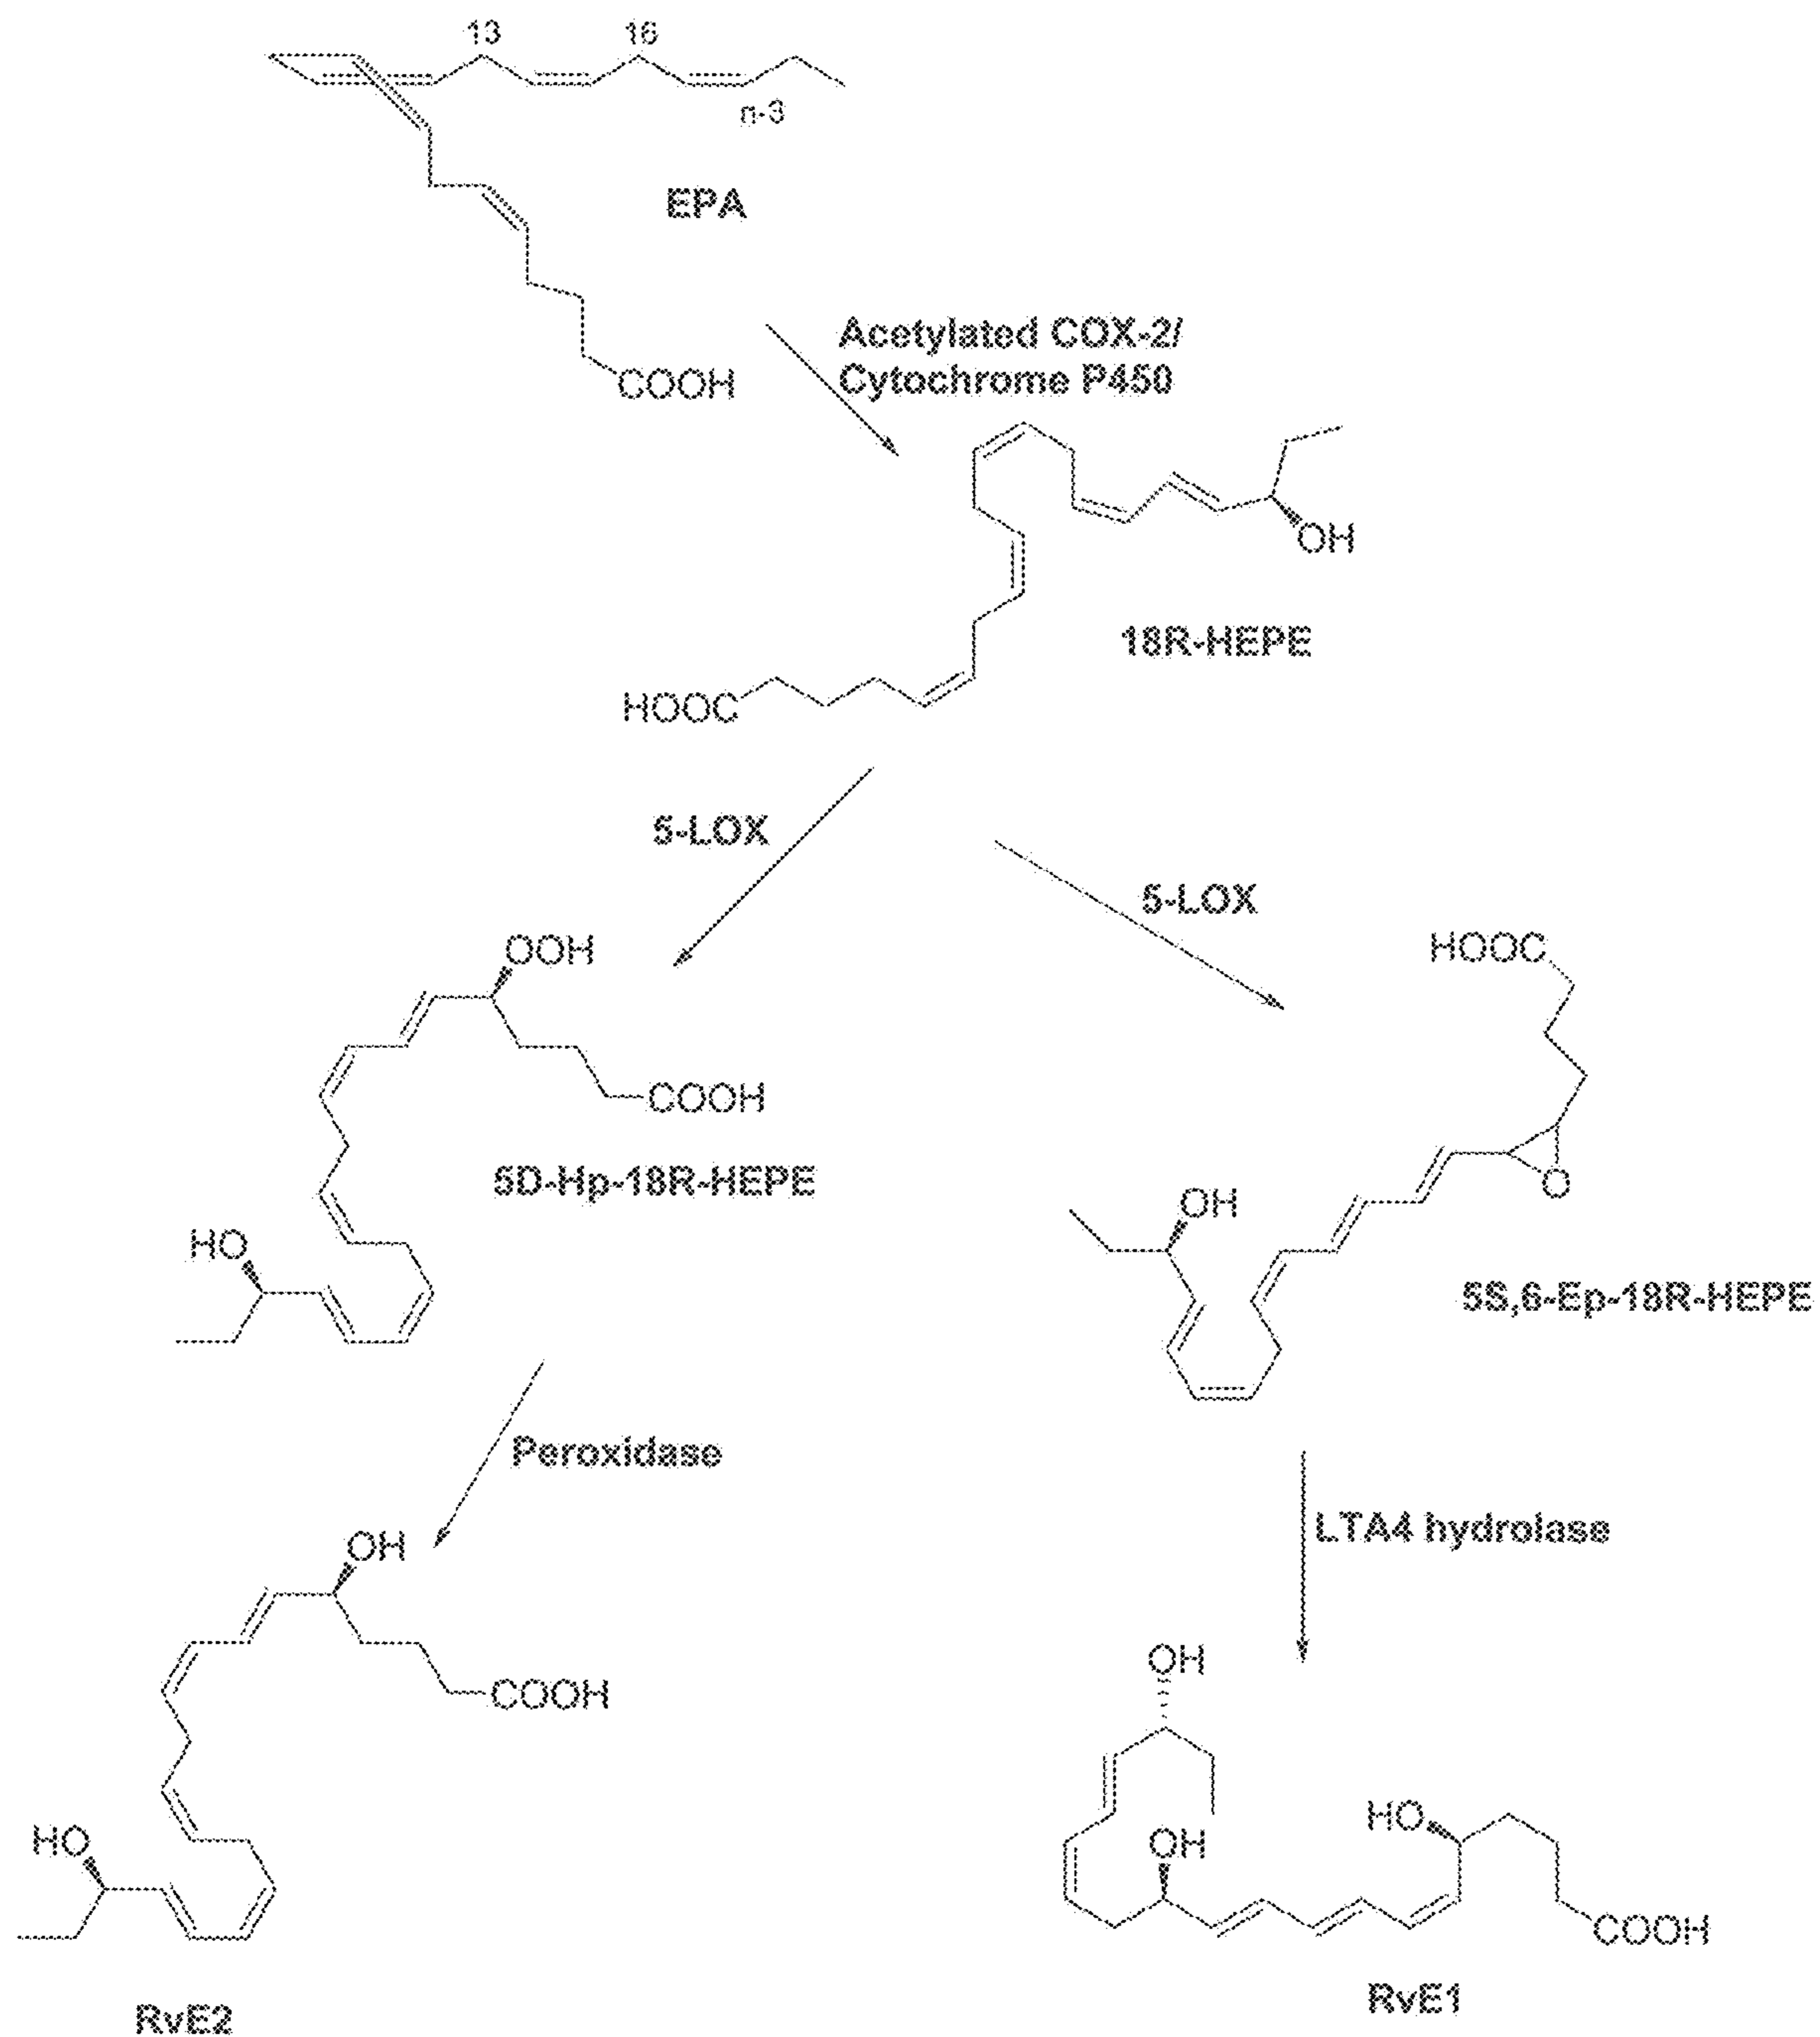 13
16
n-3
EPA
COOH
Acetylated COX-2/
Cytochrome P450
OH
18R-HEPE
HOOC
5-LOX
5-LOX
OOH
HOOC
COOH
5D-Hp-18R-HEPE
O
OH
HO
5S,6-Ep-18R-HEPE
Peroxidase
LTA4 hydrolase
OH
OH
COOH
HO
OH
HO
COOH
RvE1
RvE2